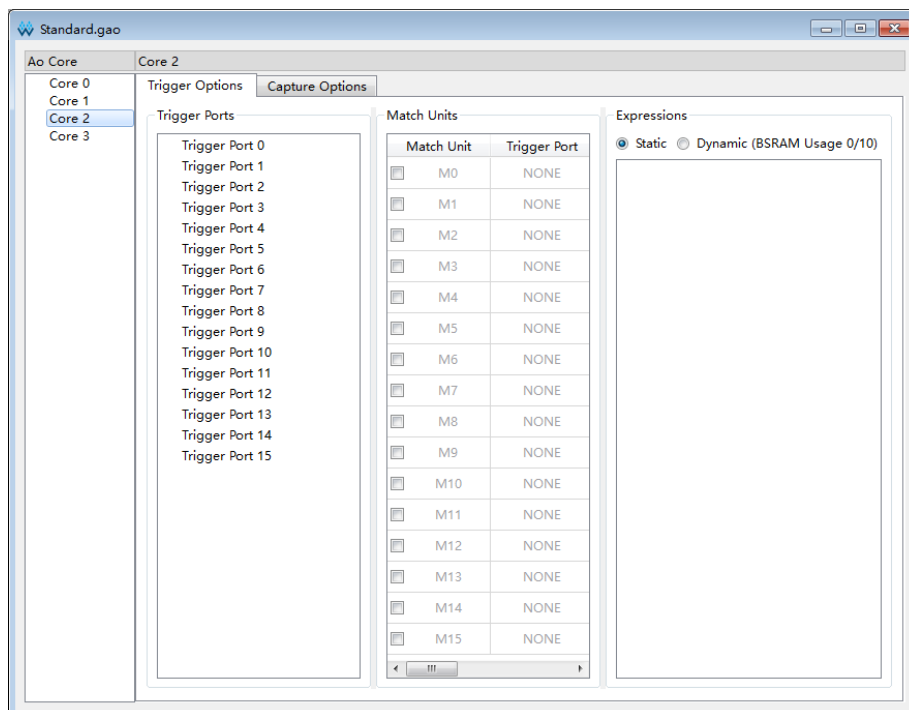 Standard.gao
Ao Core
Core 2
Core 0
Core 1
Core 2
Core 3
Trigger Options
Capture Options
Trigger Ports
Trigger Port 0
Trigger Port 1
Trigger Port 2
Trigger Port 3
Trigger Port 4
Trigger Port 5
Trigger Port 6
Trigger Port 7
Trigger Port 8
Trigger Port 9
Trigger Port 10
Trigger Port 11
Trigger Port 12
Trigger Port 13
Trigger Port 14
Trigger Port 15
Match Units
Match Unit Trigger Port
M0 NONE
M1 NONE
M2 NONE
M3 NONE
M4 NONE
M5 NONE
M6 NONE
M7 NONE
M8 NONE
M9 NONE
M10 NONE
M11 NONE
M12 NONE
M13 NONE
M14 NONE
M15 NONE
Expressions
Static Dynamic (BSRAM Usage 0/10)